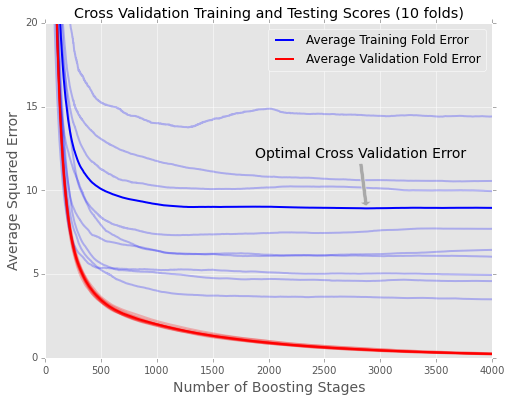 Cross Validation Training and Testing Scores (10 folds)
20
15
10
5
0
Average Squared Error
Average Training Fold Error
Average Validation Fold Error
Optimal Cross Validation Error
0 500 1000 1500 2000 2500 3000 3500 4000
Number of Boosting Stages